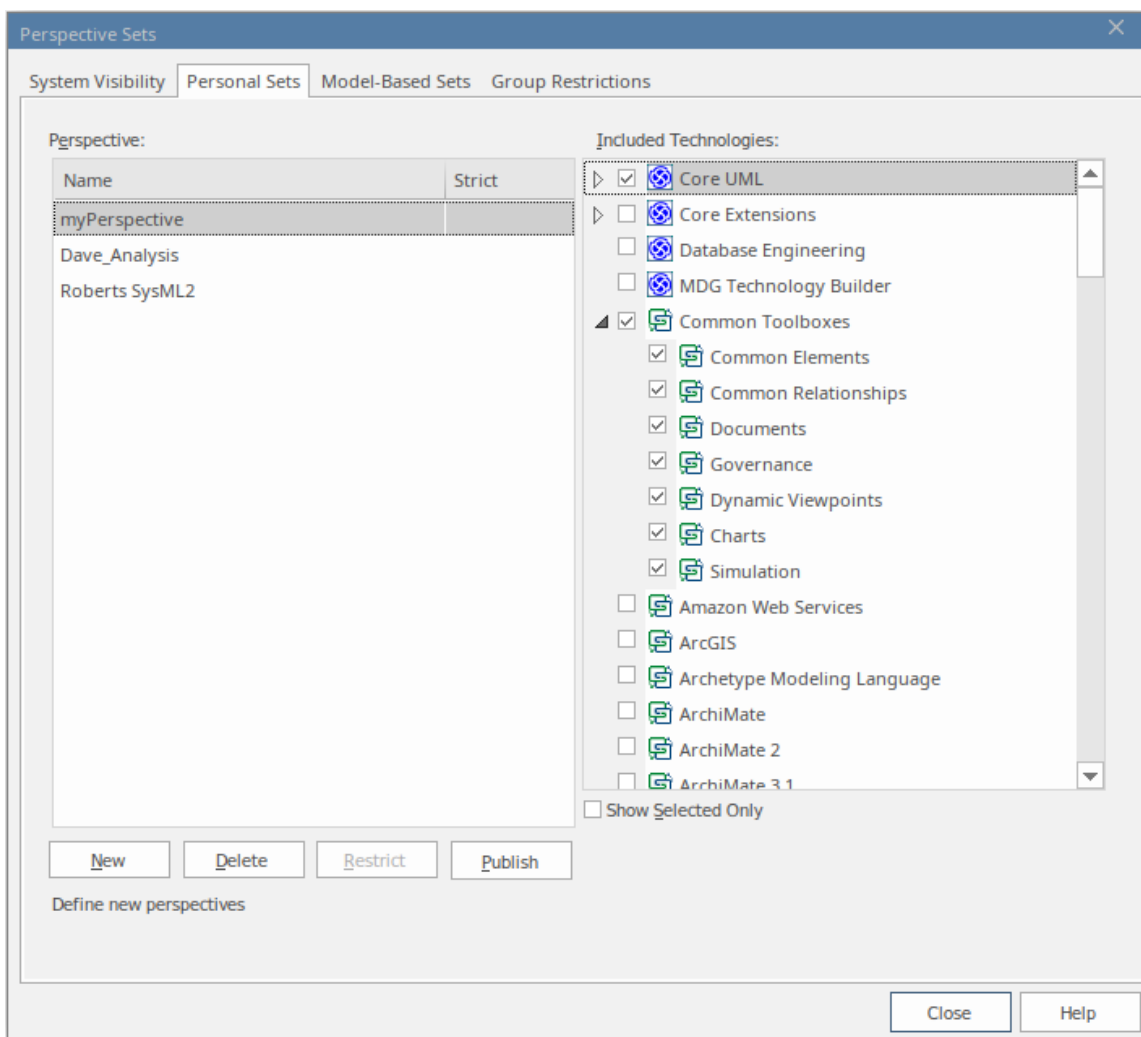 Perspective Sets
System Visibility Personal Sets Model-Based Sets Group Restrictions
Perspective:
Name Strict
myPerspective
Dave_Analysis
Roberts SysML2
New Delete Restrict Publish
Define new perspectives
Included Technologies:
Core UML
Core Extensions
Database Engineering
MDG Technology Builder
Common Toolboxes
Common Elements
Common Relationships
Documents
Governance
Dynamic Viewpoints
Charts
Simulation
Amazon Web Services
ArcGIS
Archetype Modeling Language
ArchiMate
ArchiMate 2
ArchiMate 3.1
Show Selected Only
Close Help